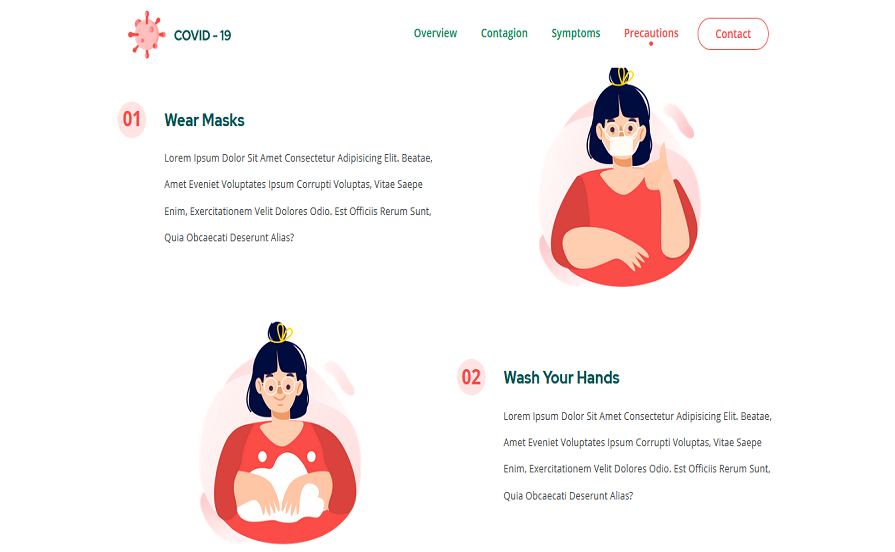 COVID - 19
Overview
Contagion
Symptoms
Precautions
Contact
01
Wear Masks
Lorem Ipsum Dolor Sit Amet Consectetur Adipisicing Elit. Beatae,
Amet Eveniet Voluptates Ipsum Corrupti Voluptas, Vitae Saepe
Enim, Exercitationem Velit Dolores Odio. Est Officiis Rerum Sunt,
Quia Obcaecati Deserunt Alias?
02
Wash Your Hands
Lorem Ipsum Dolor Sit Amet Consectetur Adipisicing Elit. Beatae,
Amet Eveniet Voluptates Ipsum Corrupti Voluptas, Vitae Saepe
Enim, Exercitationem Velit Dolores Odio. Est Officiis Rerum Sunt,
Quia Obcaecati Deserunt Alias?